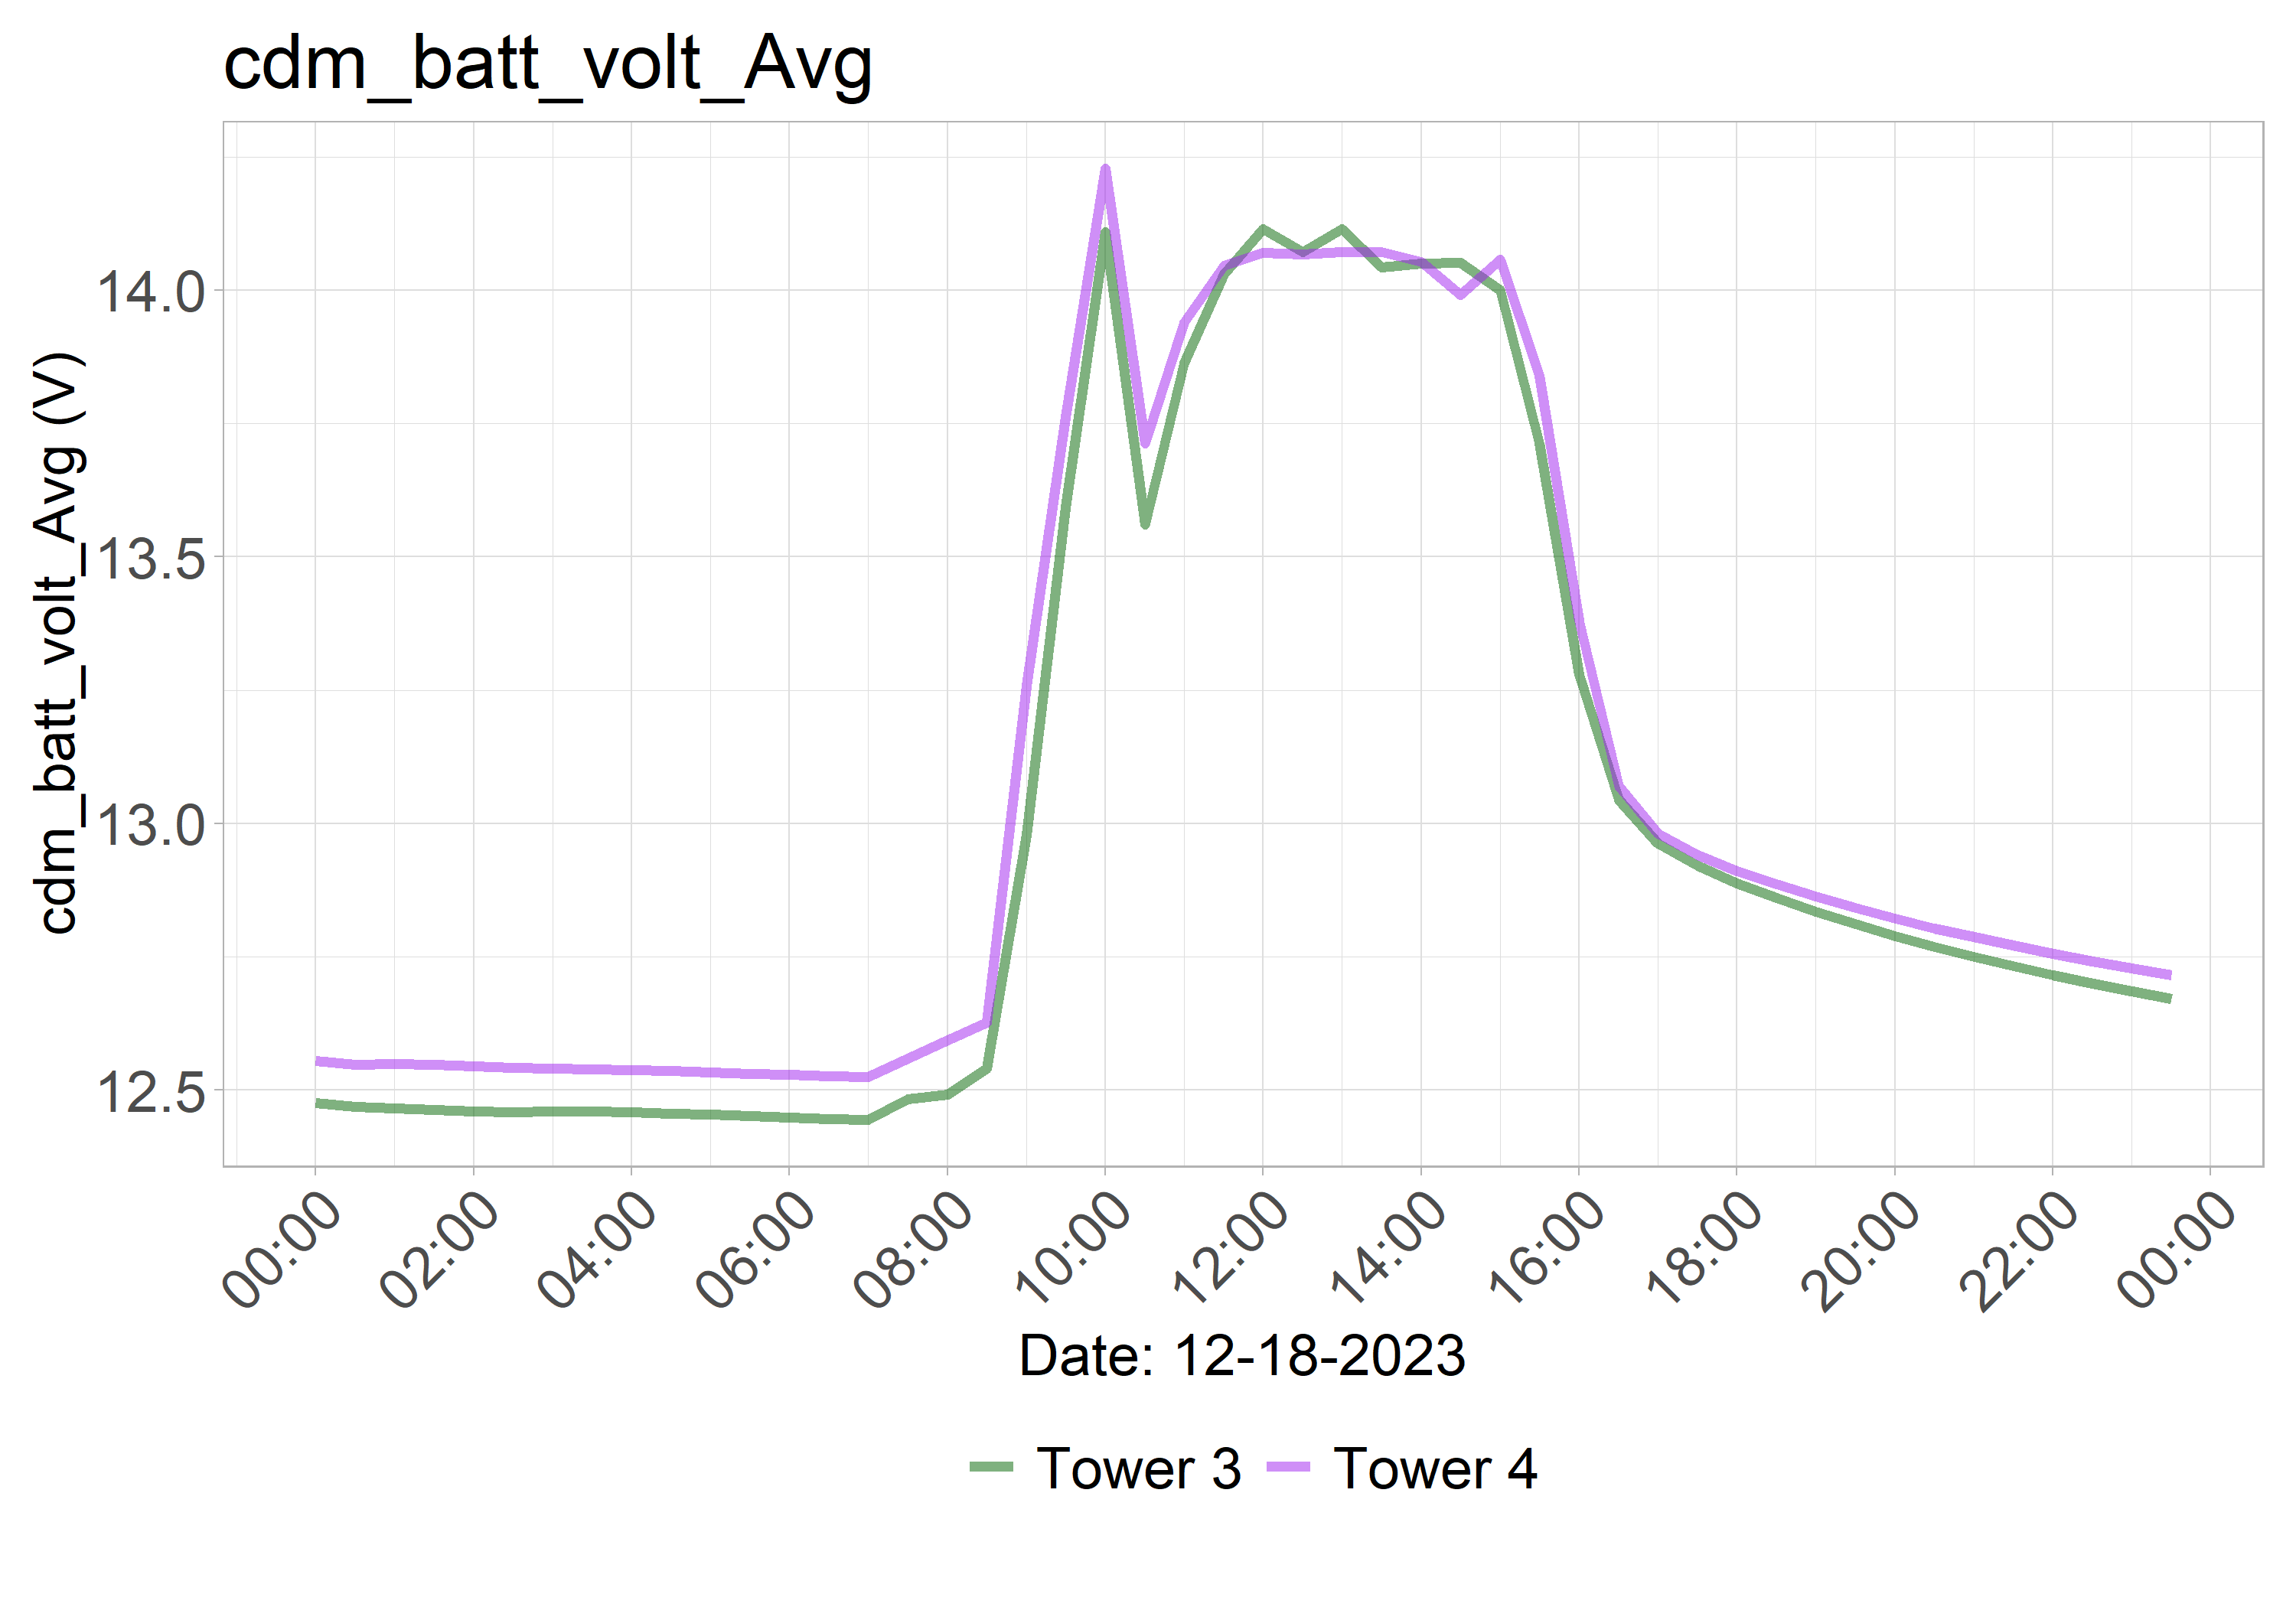 cdm_batt_volt_Avg
cdm_batt_volt_Avg (V)
14.0
13.5
13.0
12.5
00:00 02:00 04:00 06:00 08:00 10:00 12:00 14:00 16:00 18:00 20:00 22:00 00:00
Date: 12-18-2023
Tower 3 Tower 4